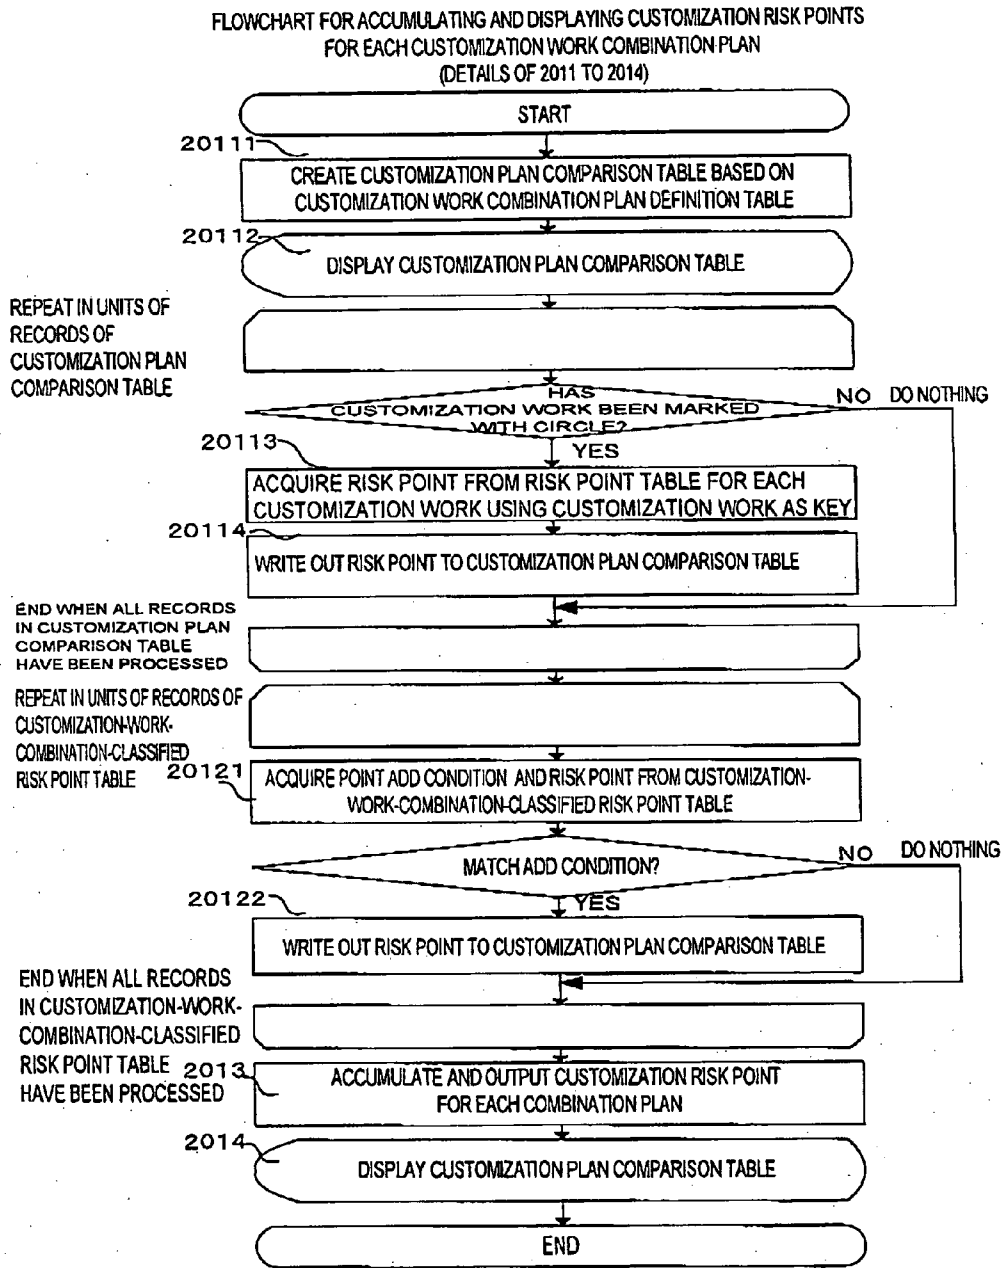 FLOWCHART FOR ACCUMULATING AND DISPLAYING CUSTOMIZATION RISK POINTS
FOR EACH CUSTOMIZATION WORK COMBINATION PLAN
(DETAILS OF 2011 TO 2014)
START
20111
CREATE CUSTOMIZATION PLAN COMPARISON TABLE BASED ON
CUSTOMIZATION WORK COMBINATION PLAN DEFINITION TABLE
20112
DISPLAY CUSTOMIZATION PLAN COMPARISON TABLE
REPEAT IN UNITS OF
RECORDS OF
CUSTOMIZATION PLAN
COMPARISON TABLE
HAS
CUSTOMIZATION WORK BEEN MARKED
WITH CIRCLE?
NO DO NOTHING
YES
20113
ACQUIRE RISK POINT FROM RISK POINT TABLE FOR EACH
CUSTOMIZATION WORK USING CUSTOMIZATION WORK AS KEY
20114
WRITE OUT RISK POINT TO CUSTOMIZATION PLAN COMPARISON TABLE
END WHEN ALL RECORDS
IN CUSTOMIZATION PLAN
COMPARISON TABLE
HAVE BEEN PROCESSED
REPEAT IN UNITS OF RECORDS OF
CUSTOMIZATION-WORK-
COMBINATION-CLASSIFIED
RISK POINT TABLE
20121
ACQUIRE POINT ADD CONDITION AND RISK POINT FROM CUSTOMIZATION-
WORK-COMBINATION-CLASSIFIED RISK POINT TABLE
MATCH ADD CONDITION?
NO DO NOTHING
YES
20122
WRITE OUT RISK POINT TO CUSTOMIZATION PLAN COMPARISON TABLE
END WHEN ALL RECORDS
IN CUSTOMIZATION-WORK-
COMBINATION-CLASSIFIED
RISK POINT TABLE
HAVE BEEN PROCESSED
2013
ACCUMULATE AND OUTPUT CUSTOMIZATION RISK POINT
FOR EACH COMBINATION PLAN
2014
DISPLAY CUSTOMIZATION PLAN COMPARISON TABLE
END